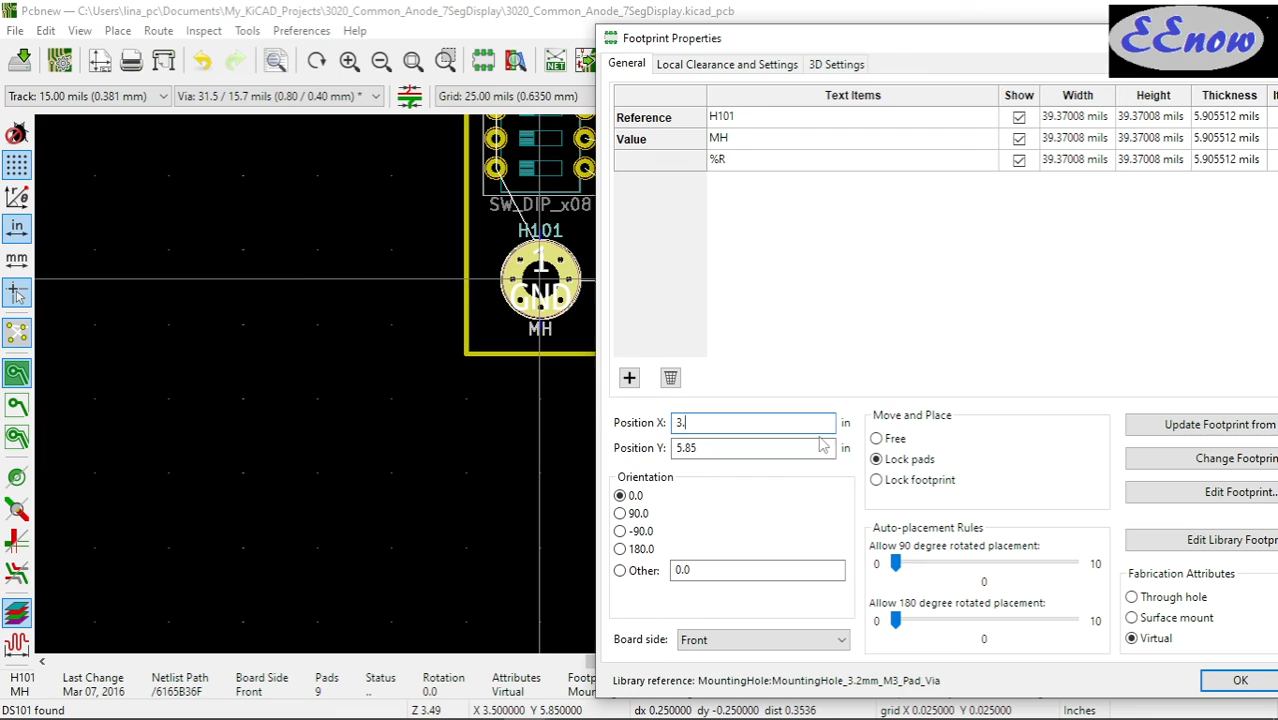 Pcbnew — C:\Users\lina_pc\Documents\My_KiCAD_Projects\3020_Common_Anode_7SegDisplay\3020_Common_Anode_7SegDisplay.kicad_pcb
EEnow
File Edit View Place Route Inspect Tools Preferences Help
Footprint Properties
General Local Clearance and Settings 3D Settings
NET
Track: 15.00 mils (0.381 mm) Via: 31.5 / 15.7 mils (0.80 / 0.40 mm) * Grid: 25.00 mils (0.6350 mm)
Text Items Show Width Height Thickness
Reference H101 39.37008 mils 39.37008 mils 5.905512 mils
Value MH 39.37008 mils 39.37008 mils 5.905512 mils
%R 39.37008 mils 39.37008 mils 5.905512 mils
in
mm
SW_DIP_x08
H101
1
GND
MH
Position X: 3. in
Position Y: 5.85 in
Orientation
0.0
90.0
-90.0
180.0
Other: 0.0
Board side: Front
Move and Place
Free
Lock pads
Lock footprint
Auto-placement Rules
Allow 90 degree rotated placement:
0 10
0
Allow 180 degree rotated placement:
0 10
0
Update Footprint from
Change Footprin
Edit Footprint..
Edit Library Footpr
Fabrication Attributes
Through hole
Surface mount
Virtual
Library reference: MountingHole:MountingHole_3.2mm_M3_Pad_Via
OK
H101 Last Change Netlist Path Board Side Pads Status Rotation Attributes Footp
MH Mar 07, 2016 /6165B36F Front 9 .. 0.0 Virtual Moun
DS101 found Z 3.49 X 3.500000 Y 5.850000 dx 0.250000 dy -0.250000 dist 0.3536 grid X 0.025000 Y 0.025000 Inches